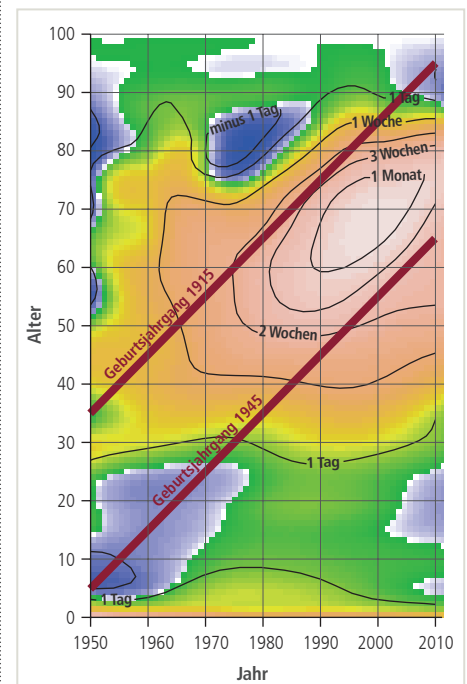 100
90
80
70
60
50
40
30
20
10
0
Alter
minus 1 Tag
1 Tag
1 Woche
3 Wochen
1 Monat
Geburtsjahrgang 1915
2 Wochen
Geburtsjahrgang 1945
1 Tag
1 Tag
1950 1960 1970 1980 1990 2000 2010
Jahr